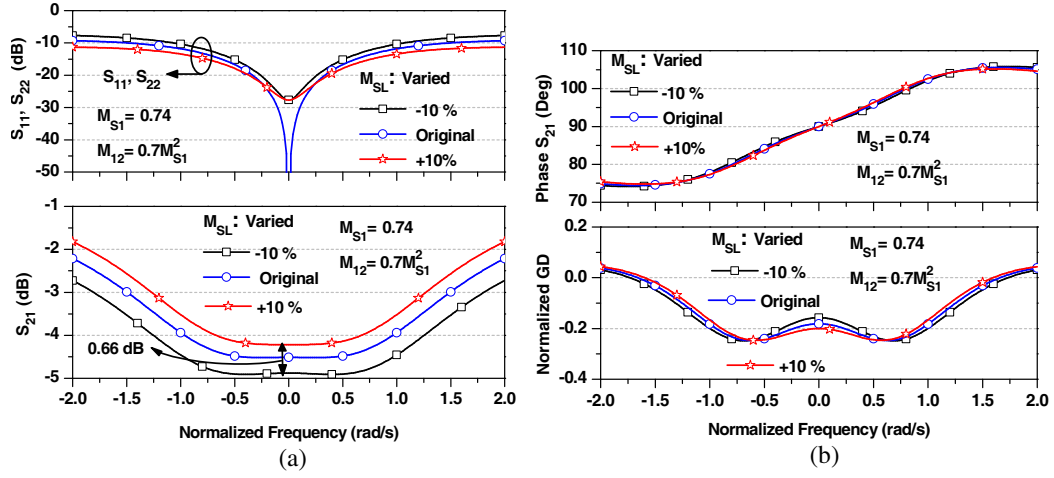 0
-10
-20
-30
-40
-50
S11, S22 (dB)
S11, S22
MS1 = 0.74
M12 = 0.7M²S1
MSL: Varied
-10 %
Original
+10%
-1
-2
-3
-4
-5
S21 (dB)
MSL: Varied
-10 %
Original
+10 %
MS1 = 0.74
M12 = 0.7M²S1
0.66 dB
-2.0 -1.5 -1.0 -0.5 0.0 0.5 1.0 1.5 2.0
Normalized Frequency (rad/s)
(a)
110
100
90
80
70
Phase S21 (Deg)
MSL: Varied
-10 %
Original
+10%
MS1 = 0.74
M12 = 0.7M²S1
0.2
0.0
-0.2
-0.4
Normalized GD
MSL: Varied
-10 %
Original
+10 %
MS1 = 0.74
M12 = 0.7M²S1
-2.0 -1.5 -1.0 -0.5 0.0 0.5 1.0 1.5 2.0
Normalized Frequency (rad/s)
(b)